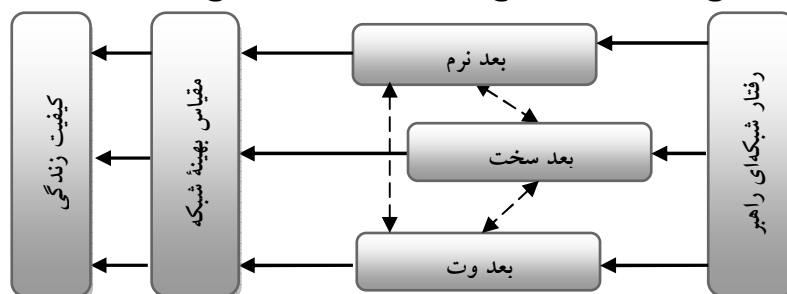 رفتار شبکه‌ای راهبر
بعد نرم
بعد سخت
بعد وت
مقیاس بهینهٔ شبکه
کیفیت زندگی